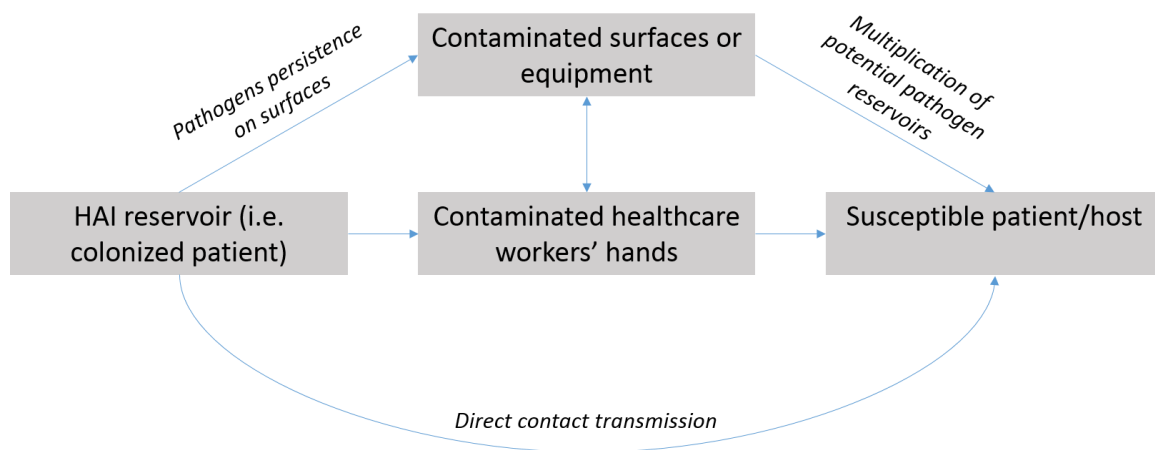 Pathogens persistence
on surfaces
Contaminated surfaces or
equipment
Multiplication of
potential pathogen
reservoirs
HAI reservoir (i.e.
colonized patient)
Contaminated healthcare
workers’ hands
Susceptible patient/host
Direct contact transmission